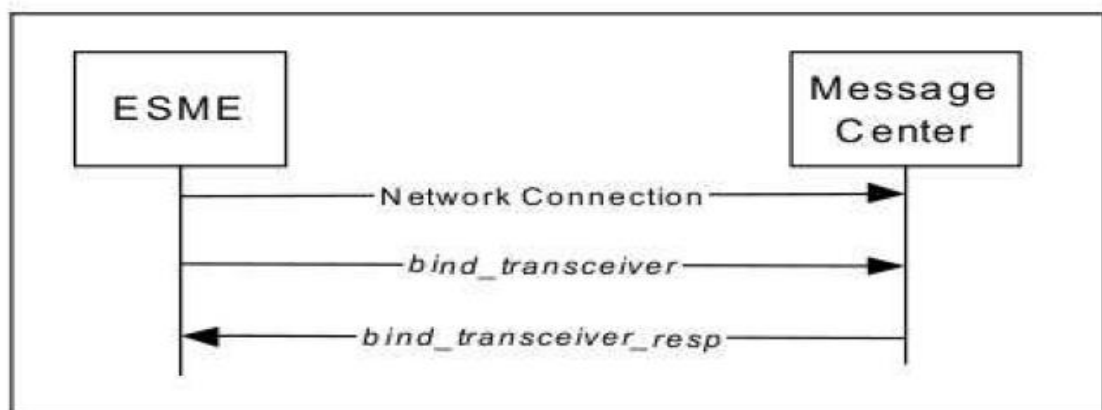 ESME
Message
Center
Network Connection
bind_transceiver
bind_transceiver_resp